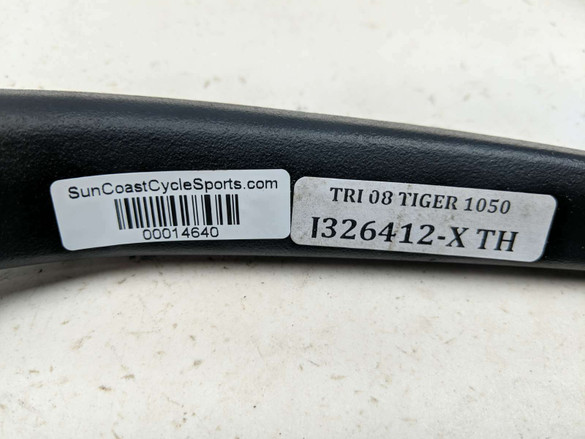 SunCoastCycleSports.com
00014640
TRI 08 TIGER 1050
I326412-X TH